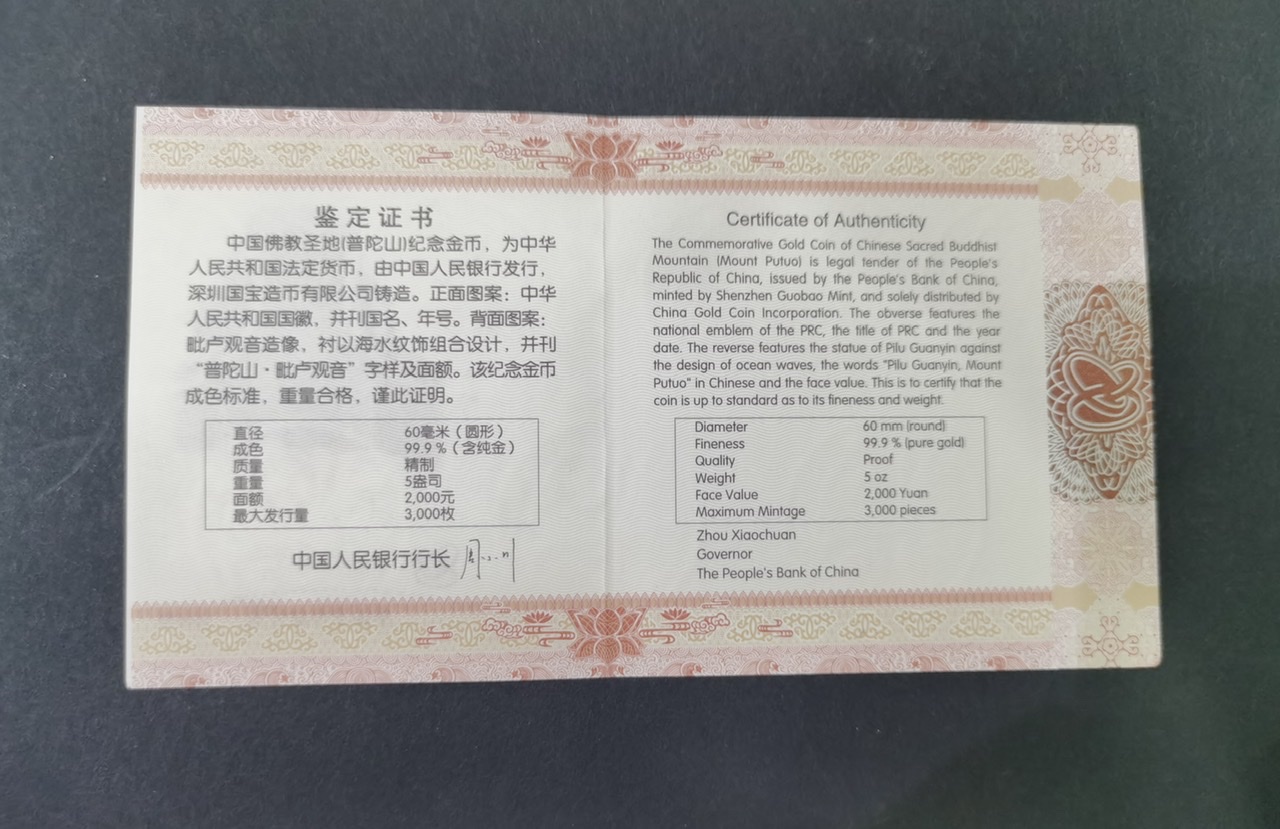 鉴定证书
中国佛教圣地(普陀山)纪念金币，为中华
人民共和国法定货币，由中国人民银行发行，
深圳国宝造币有限公司铸造。正面图案：中华
人民共和国国徽，并刊国名、年号。背面图案：
毗卢观音造像，衬以海水纹饰组合设计，并刊
“普陀山·毗卢观音”字样及面额。该纪念金币
成色标准，重量合格，谨此证明。
直径 60毫米（圆形）
成色 99.9％（含纯金）
质量 精制
重量 5盎司
面额 2,000元
最大发行量 3,000枚
中国人民银行行长
Certificate of Authenticity
The Commemorative Gold Coin of Chinese Sacred Buddhist
Mountain (Mount Putuo) is legal tender of the People's
Republic of China, issued by the People's Bank of China,
minted by Shenzhen Guobao Mint, and solely distributed by
China Gold Coin Incorporation. The obverse features the
national emblem of the PRC, the title of PRC and the year
date. The reverse features the statue of Pilu Guanyin against
the design of ocean waves, the words "Pilu Guanyin, Mount
Putuo" in Chinese and the face value. This is to certify that the
coin is up to standard as to its fineness and weight.
Diameter 60 mm (round)
Fineness 99.9 % (pure gold)
Quality Proof
Weight 5 oz
Face Value 2,000 Yuan
Maximum Mintage 3,000 pieces
Zhou Xiaochuan
Governor
The People's Bank of China